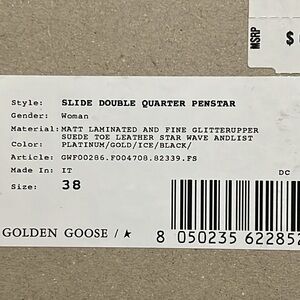 MSRP
$
Style: SLIDE DOUBLE QUARTER PENSTAR
Gender: Woman
Material: MATT LAMINATED AND FINE GLITTERUPPER
SUEDE TOE LEATHER STAR WAVE ANDLIST
Color: PLATINUM/GOLD/ICE/BLACK/
Article: GWF00286.F004708.82339.FS
Made In: IT
DC
Size: 38
GOLDEN GOOSE /★
8 050235 622852